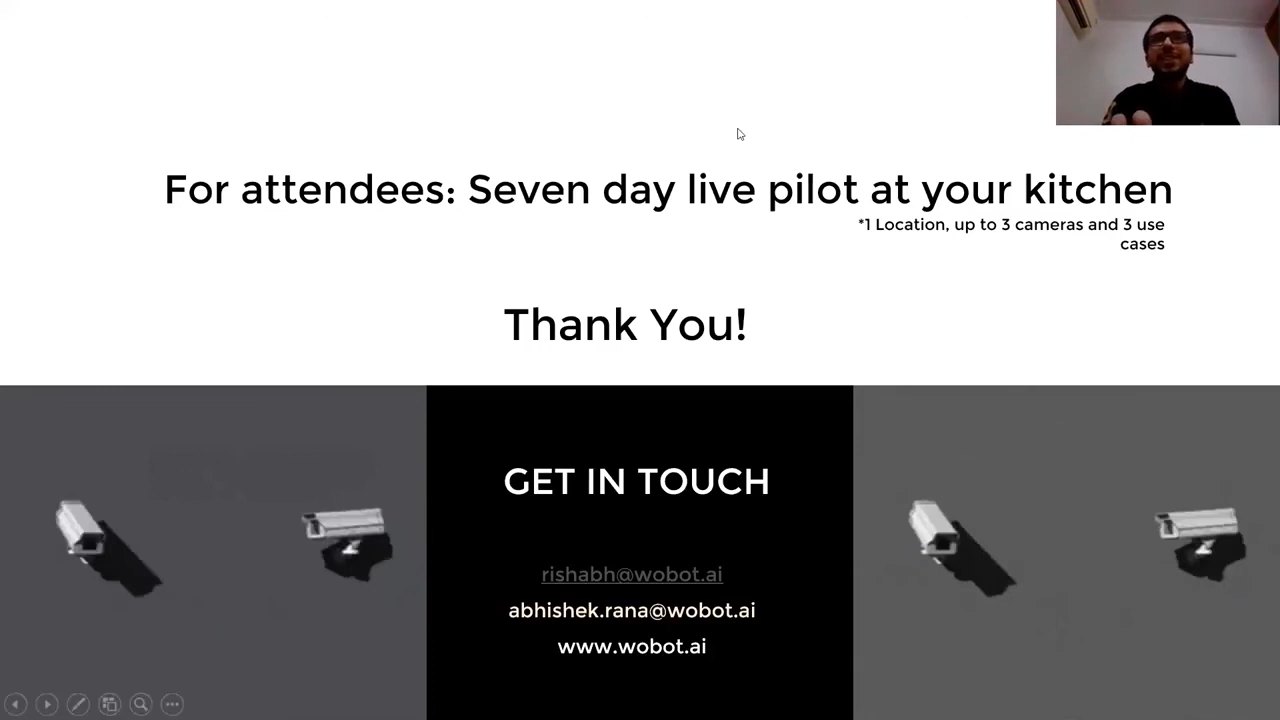 For attendees: Seven day live pilot at your kitchen
*1 Location, up to 3 cameras and 3 use
cases
Thank You!
GET IN TOUCH
rishabh@wobot.ai
abhishek.rana@wobot.ai
www.wobot.ai